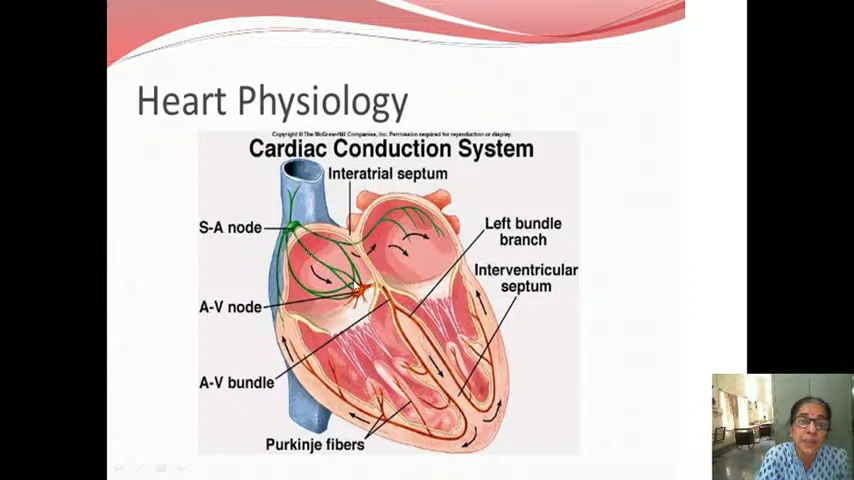 Heart Physiology
Copyright © The McGraw-Hill Companies, Inc. Permission required for reproduction or display.
Cardiac Conduction System
Interatrial septum
S-A node
Left bundle
branch
Interventricular
septum
A-V node
A-V bundle
Purkinje fibers